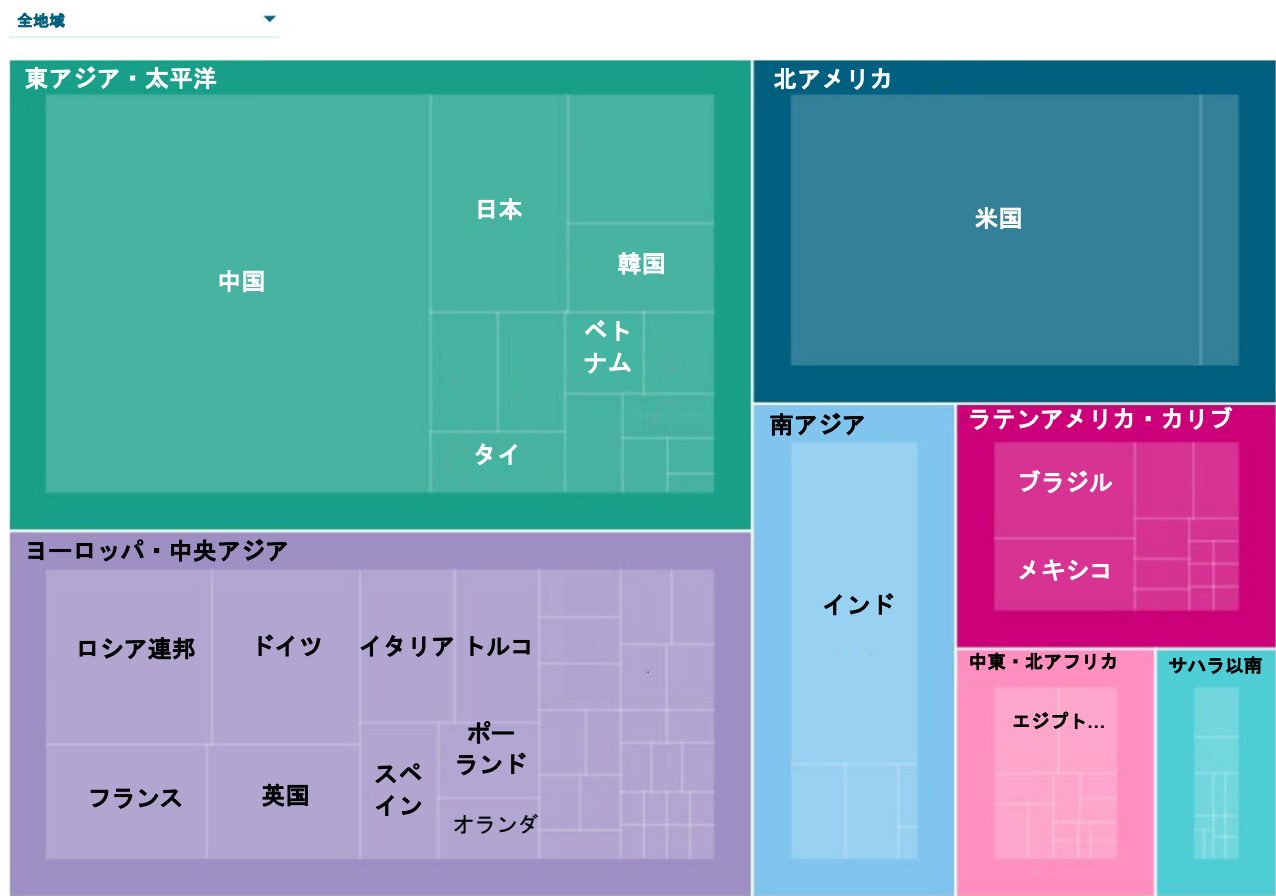 全地域
東アジア・太平洋
北アメリカ
日本
米国
韓国
中国
ベト
ナム
タイ
南アジア
ラテンアメリカ・カリブ
ブラジル
メキシコ
インド
ヨーロッパ・中央アジア
ロシア連邦
ドイツ
イタリア
トルコ
ポー
ランド
スペ
イン
フランス
英国
オランダ
中東・北アフリカ
エジプト...
サハラ以南